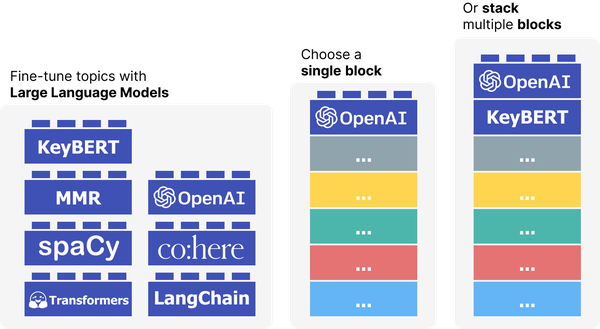 Fine-tune topics with
Large Language Models
KeyBERT
MMR
spaCy
Transformers
OpenAI
co:here
LangChain
Choose a
single block
OpenAI
...
...
...
...
...
Or stack
multiple blocks
OpenAI
KeyBERT
...
...
...
...
...